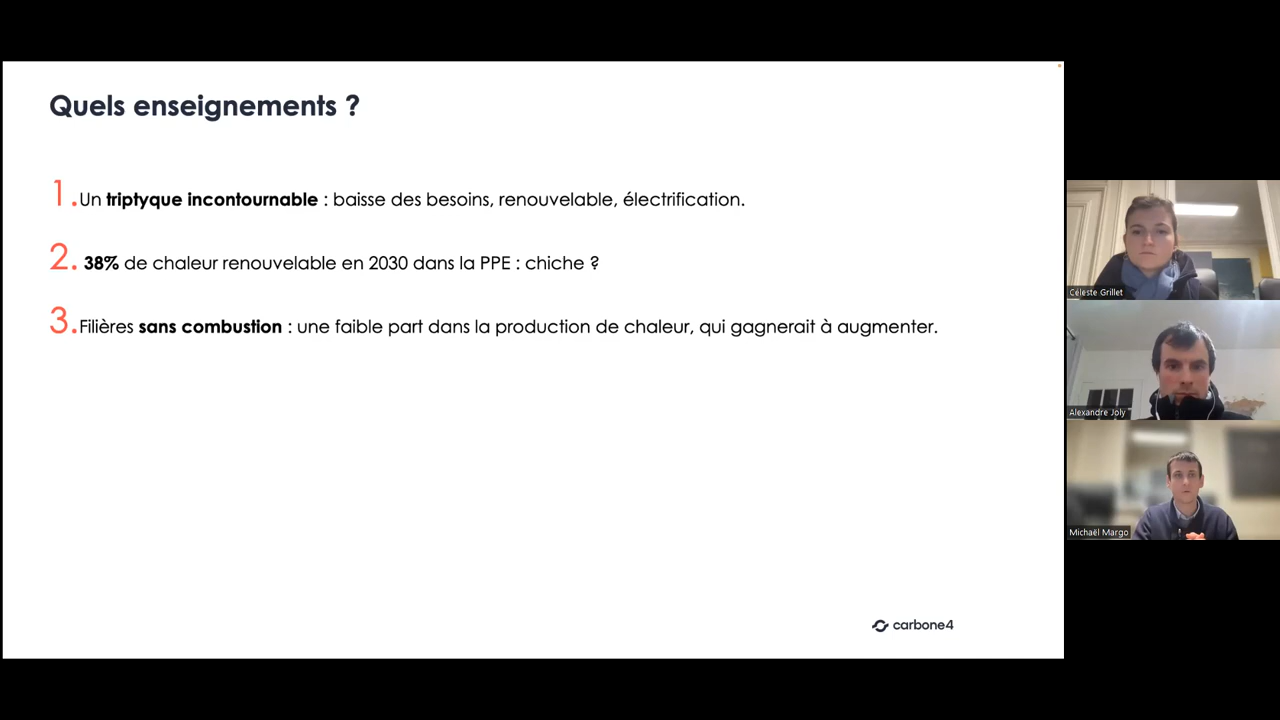 Quels enseignements ?
1. Un triptyque incontournable : baisse des besoins, renouvelable, électrification.
2. 38% de chaleur renouvelable en 2030 dans la PPE : chiche ?
3. Filières sans combustion : une faible part dans la production de chaleur, qui gagnerait à augmenter.
carbone4
Céleste Grillet
Alexandre Joly
Michaël Margo